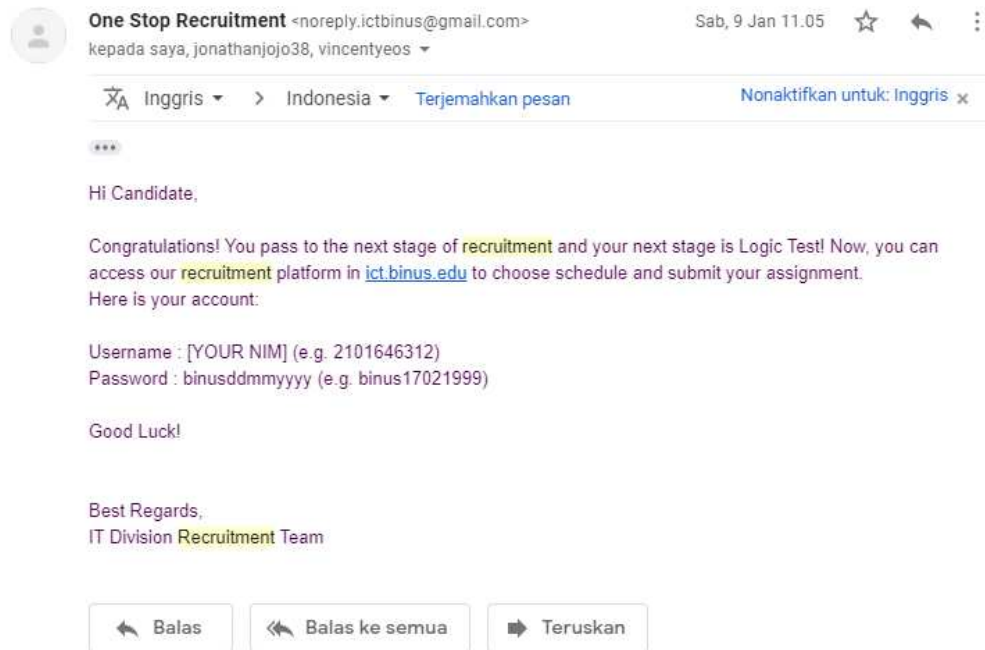 One Stop Recruitment <noreply.ictbinus@gmail.com> Sab, 9 Jan 11.05
kepada saya, jonathanjojo38, vincentyeos
Inggris > Indonesia Terjemahkan pesan Nonaktifkan untuk: Inggris x
Hi Candidate,
Congratulations! You pass to the next stage of recruitment and your next stage is Logic Test! Now, you can
access our recruitment platform in ict.binus.edu to choose schedule and submit your assignment.
Here is your account:
Username : [YOUR NIM] (e.g. 2101646312)
Password : binusddmmyyyy (e.g. binus17021999)
Good Luck!
Best Regards,
IT Division Recruitment Team
Balas Balas ke semua Teruskan